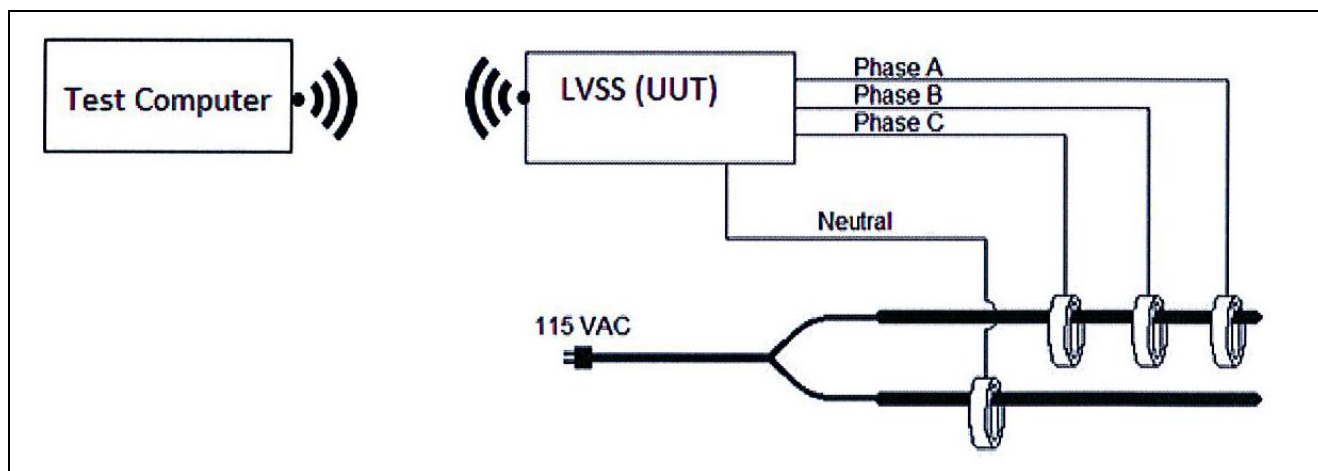 Test Computer
LVSS (UUT)
Phase A
Phase B
Phase C
Neutral
115 VAC